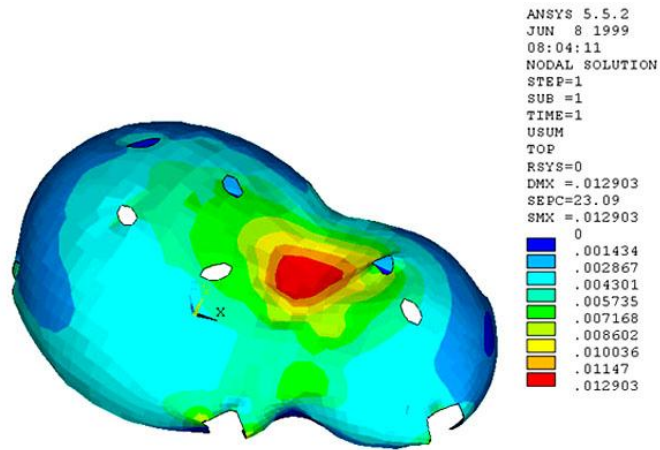 ANSYS 5.5.2
JUN  8 1999
08:04:11
NODAL SOLUTION
STEP=1
SUB =1
TIME=1
USUM
TOP
RSYS=0
DMX =.012903
SEPC=23.09
SMX =.012903
0
.001434
.002867
.004301
.005735
.007168
.008602
.010036
.01147
.012903
X